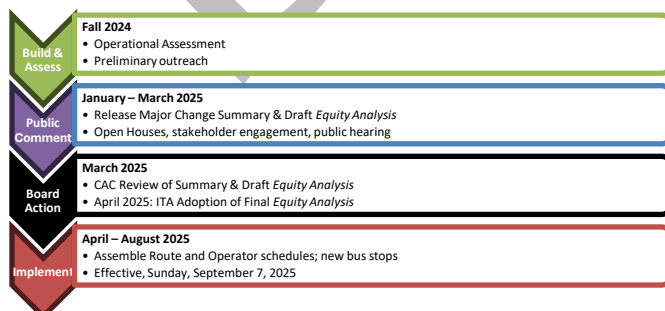 Build &
Assess
Fall 2024
• Operational Assessment
• Preliminary outreach
Public
Comment
January – March 2025
• Release Major Change Summary & Draft Equity Analysis
• Open Houses, stakeholder engagement, public hearing
Board
Action
March 2025
• CAC Review of Summary & Draft Equity Analysis
• April 2025: ITA Adoption of Final Equity Analysis
Implement
April – August 2025
• Assemble Route and Operator schedules; new bus stops
• Effective, Sunday, September 7, 2025